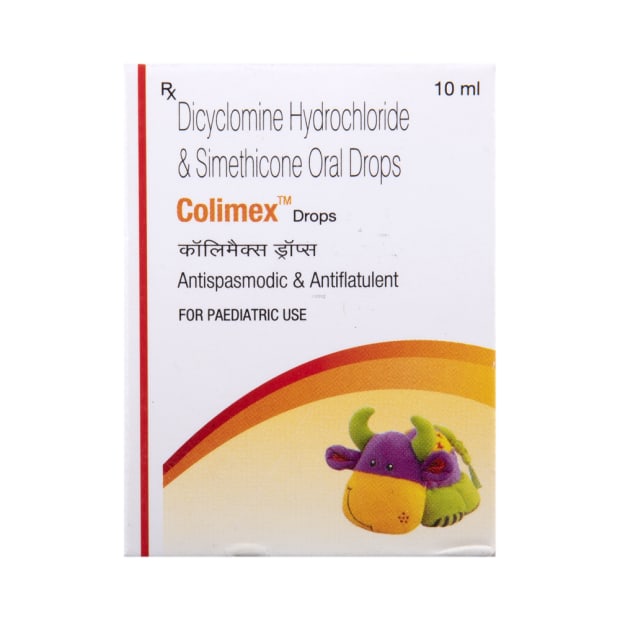 Rx 10 ml
Dicyclomine Hydrochloride
& Simethicone Oral Drops
Colimex™ Drops
कॉलिमैक्स ड्रॉप्स
Antispasmodic & Antiflatulent
FOR PAEDIATRIC USE